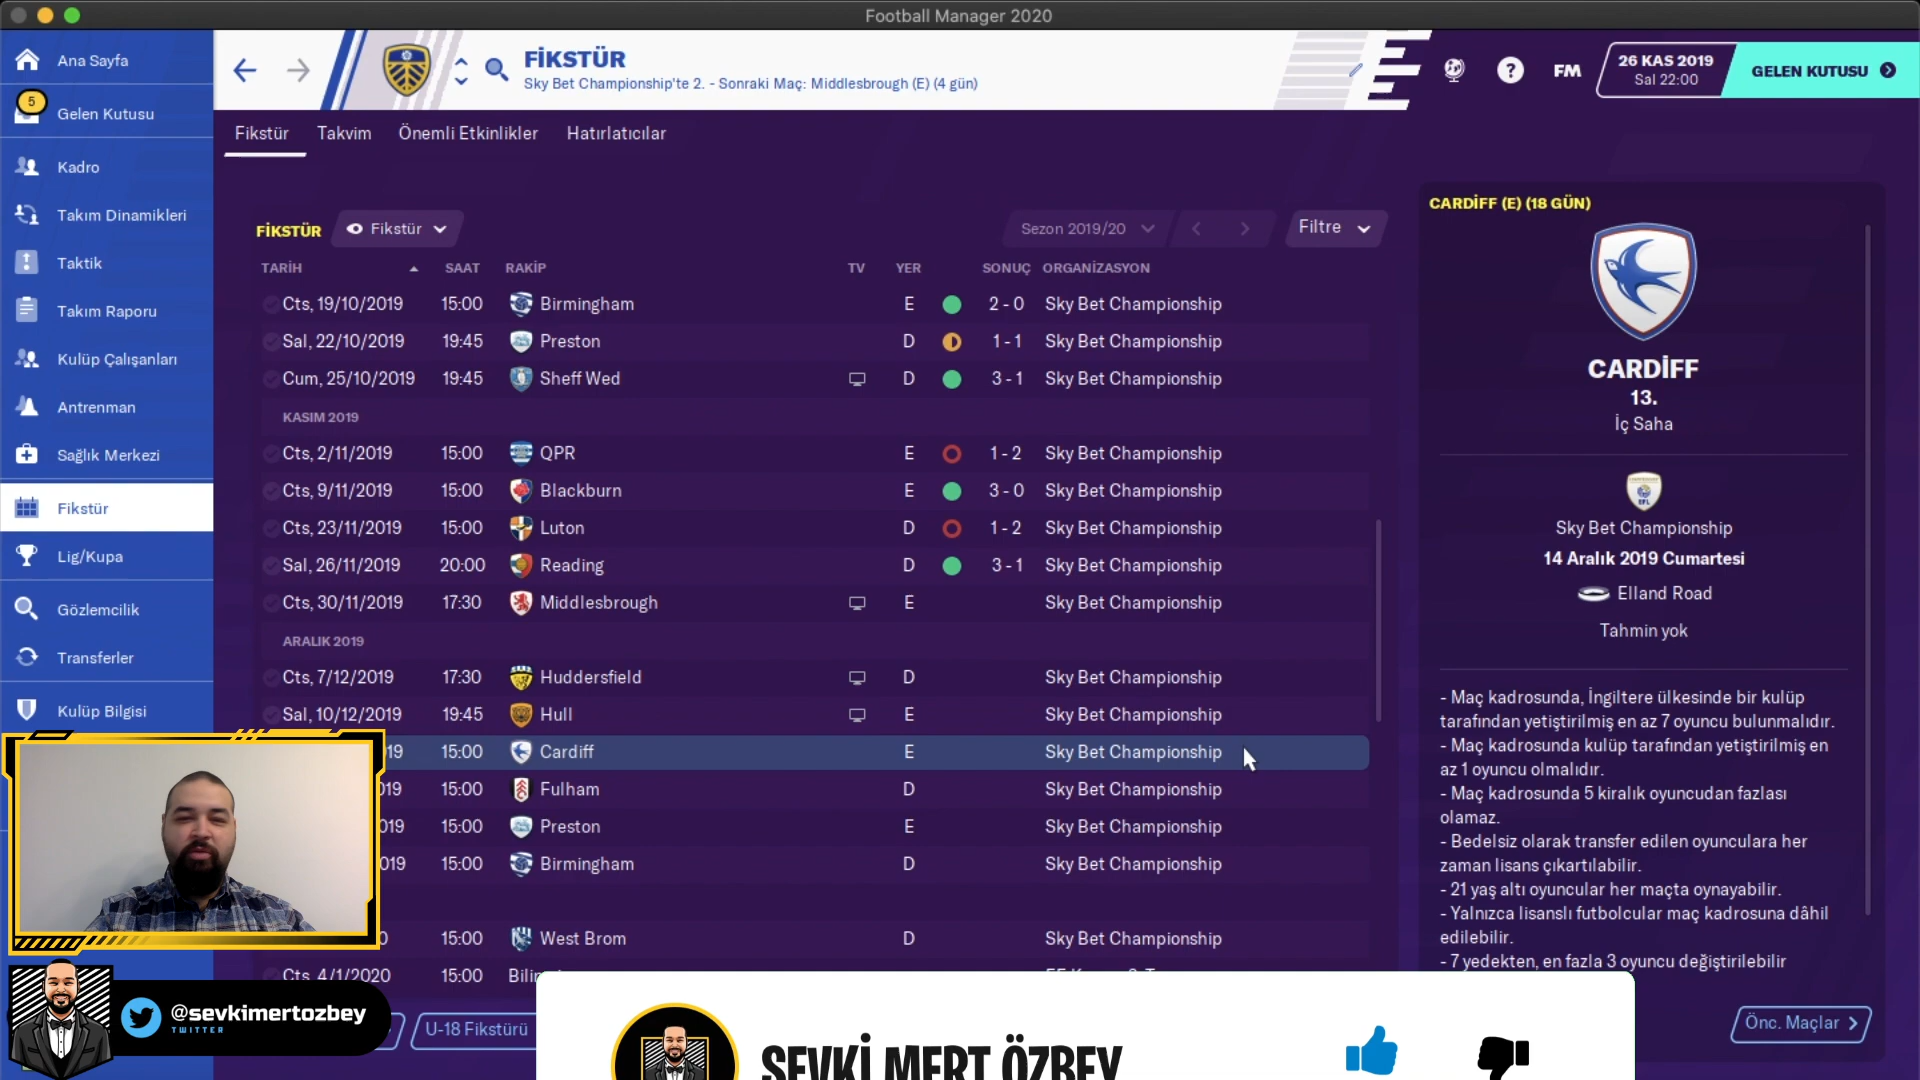 Football Manager 2020
Ana Sayfa
5
Gelen Kutusu
Kadro
Takım Dinamikleri
Taktik
Takım Raporu
Kulüp Çalışanları
Antrenman
Sağlık Merkezi
Fikstür
Lig/Kupa
Gözlemcilik
Transferler
Kulüp Bilgisi
FİKSTÜR
Sky Bet Championship'te 2. - Sonraki Maç: Middlesbrough (E) (4 gün)
FM
26 KAS 2019
Sal 22:00
GELEN KUTUSU
Fikstür Takvim Önemli Etkinlikler Hatırlatıcılar
FİKSTÜR Fikstür Sezon 2019/20 Filtre
TARİH SAAT RAKİP TV YER SONUÇ ORGANİZASYON
Cts, 19/10/2019 15:00 Birmingham E 2 - 0 Sky Bet Championship
Sal, 22/10/2019 19:45 Preston D 1 - 1 Sky Bet Championship
Cum, 25/10/2019 19:45 Sheff Wed D 3 - 1 Sky Bet Championship
KASIM 2019
Cts, 2/11/2019 15:00 QPR E 1 - 2 Sky Bet Championship
Cts, 9/11/2019 15:00 Blackburn E 3 - 0 Sky Bet Championship
Cts, 23/11/2019 15:00 Luton D 1 - 2 Sky Bet Championship
Sal, 26/11/2019 20:00 Reading D 3 - 1 Sky Bet Championship
Cts, 30/11/2019 17:30 Middlesbrough E Sky Bet Championship
ARALIK 2019
Cts, 7/12/2019 17:30 Huddersfield D Sky Bet Championship
Sal, 10/12/2019 19:45 Hull E Sky Bet Championship
19 15:00 Cardiff E Sky Bet Championship
019 15:00 Fulham D Sky Bet Championship
019 15:00 Preston E Sky Bet Championship
019 15:00 Birmingham D Sky Bet Championship
0 15:00 West Brom D Sky Bet Championship
Cts, 4/1/2020 15:00
U-18 Fikstürü
CARDİFF (E) (18 GÜN)
CARDİFF
13.
İç Saha
EFL
Sky Bet Championship
14 Aralık 2019 Cumartesi
Elland Road
Tahmin yok
- Maç kadrosunda, İngiltere ülkesinde bir kulüp
tarafından yetiştirilmiş en az 7 oyuncu bulunmalıdır.
- Maç kadrosunda kulüp tarafından yetiştirilmiş en
az 1 oyuncu olmalıdır.
- Maç kadrosunda 5 kiralık oyuncudan fazlası
olamaz.
- Bedelsiz olarak transfer edilen oyunculara her
zaman lisans çıkartılabilir.
- 21 yaş altı oyuncular her maçta oynayabilir.
- Yalnızca lisanslı futbolcular maç kadrosuna dâhil
edilebilir.
- 7 yedekten, en fazla 3 oyuncu değiştirilebilir
Önc. Maçlar
@sevkimertozbey
TWITTER
SEVKİ MERT ÖZBEY